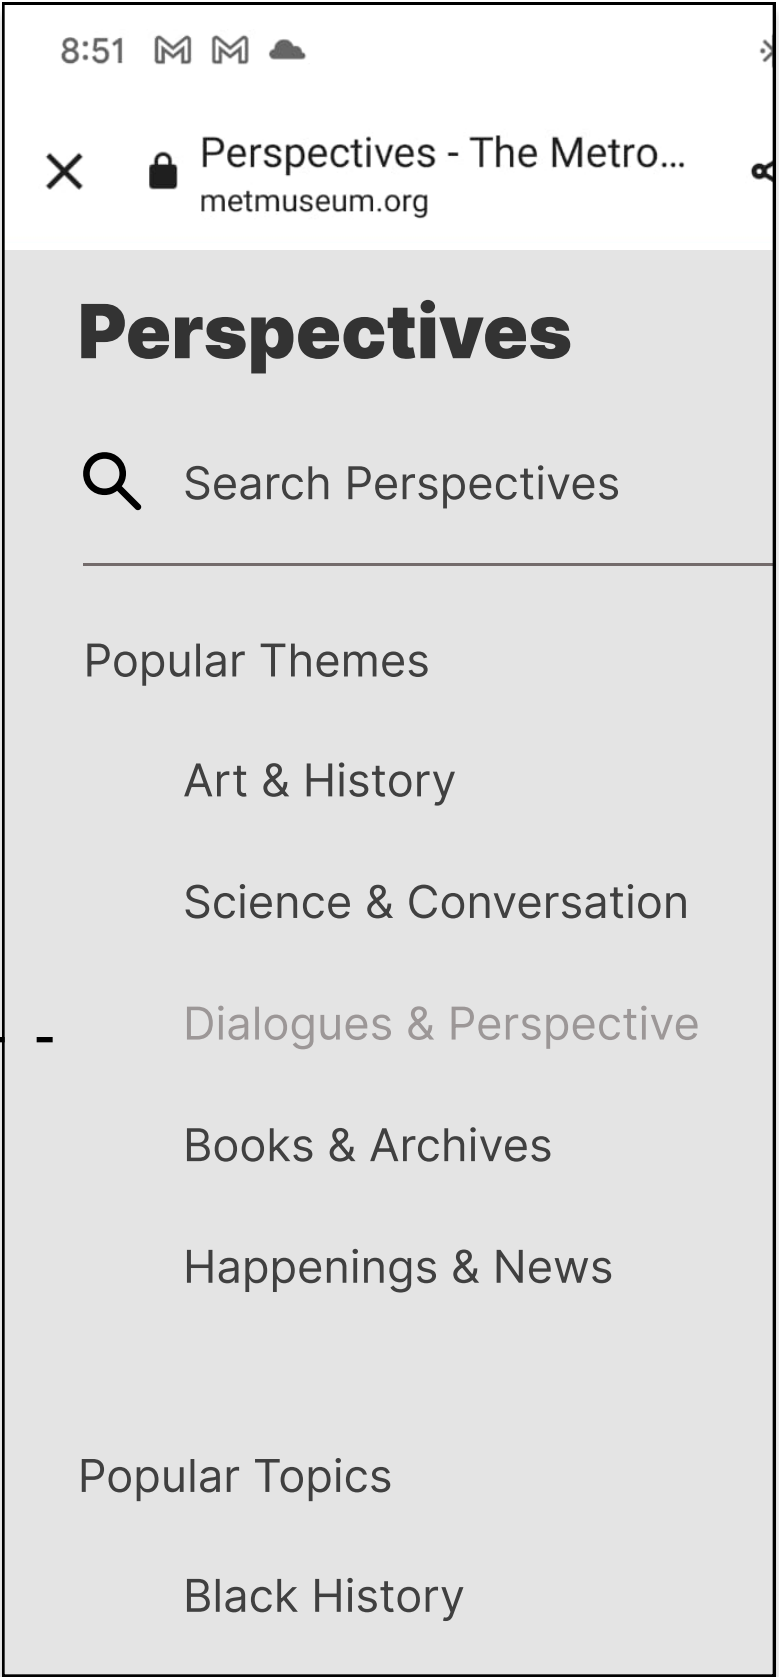 8:51
Perspectives - The Metro...
metmuseum.org
Perspectives
Search Perspectives
Popular Themes
Art & History
Science & Conversation
Dialogues & Perspective
Books & Archives
Happenings & News
Popular Topics
Black History